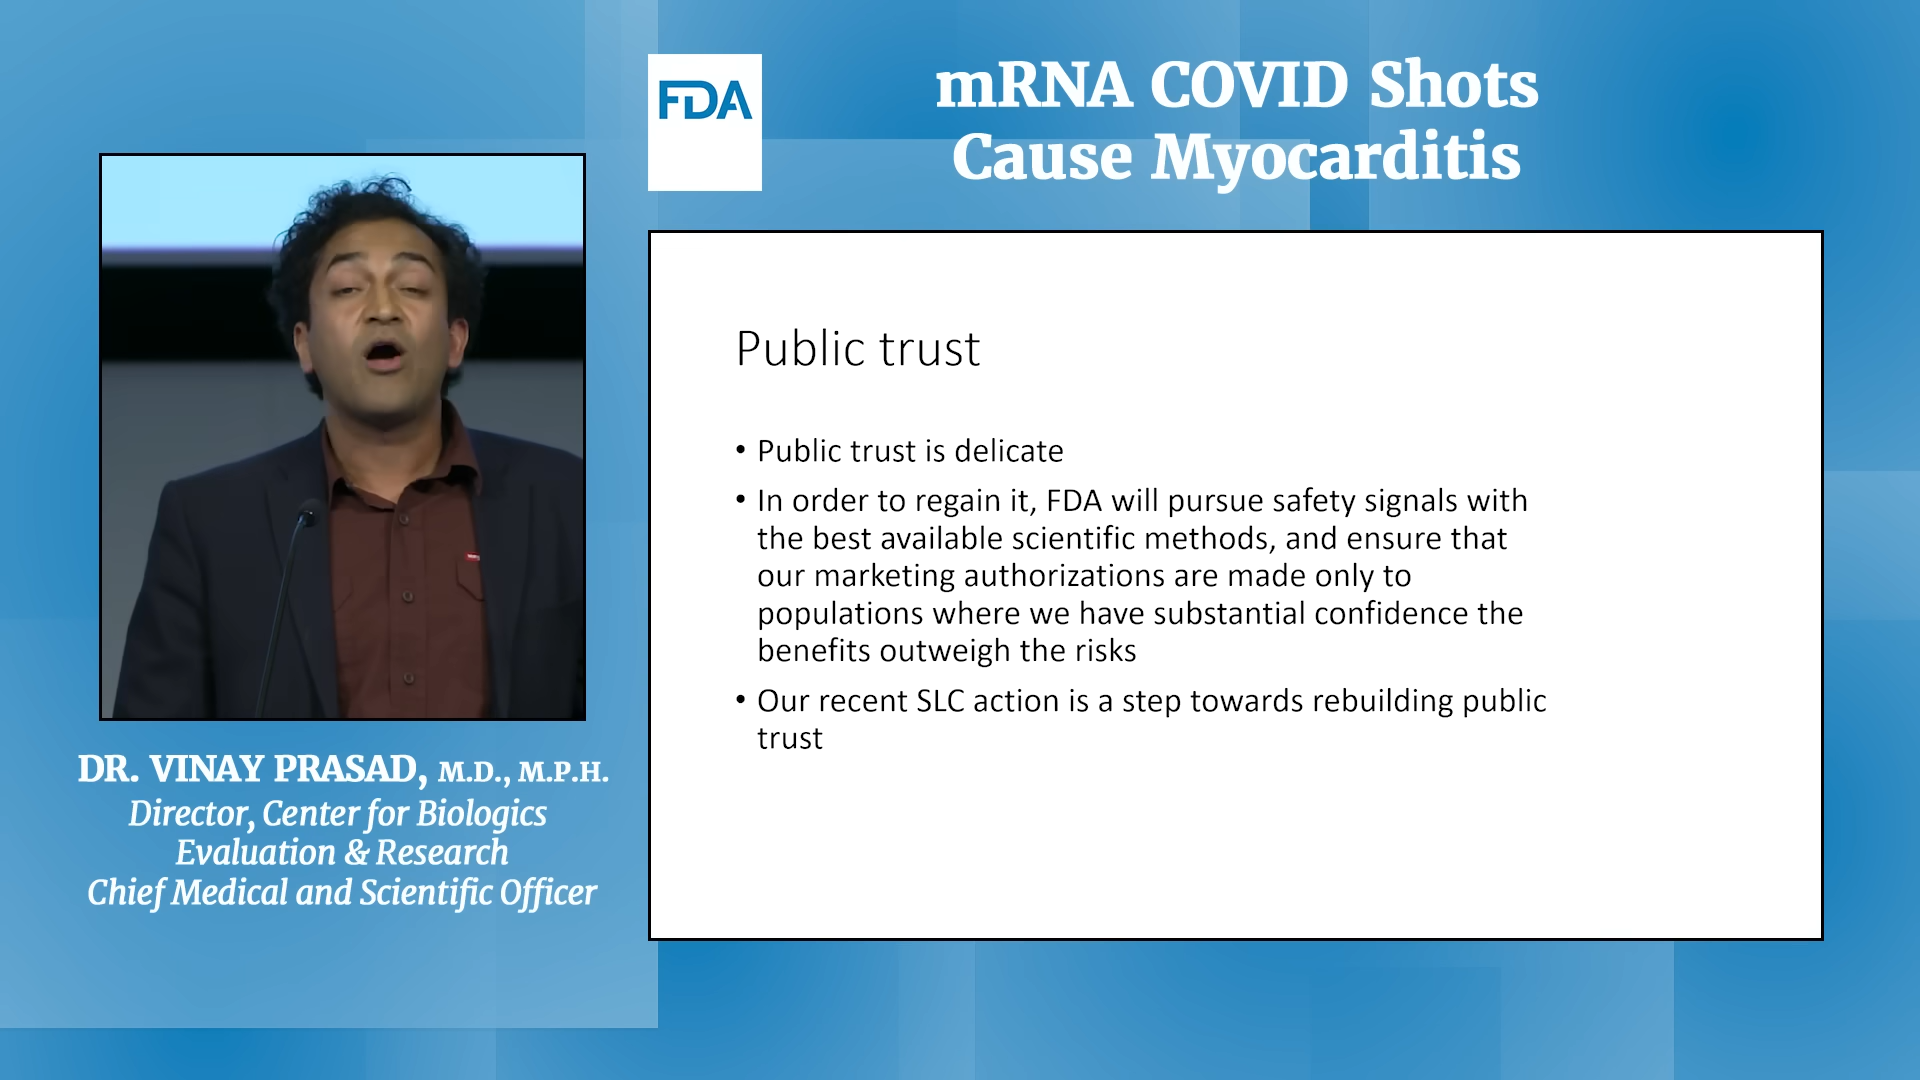 FDA
mRNA COVID Shots
Cause Myocarditis
Public trust
• Public trust is delicate
• In order to regain it, FDA will pursue safety signals with
the best available scientific methods, and ensure that
our marketing authorizations are made only to
populations where we have substantial confidence the
benefits outweigh the risks
• Our recent SLC action is a step towards rebuilding public
trust
DR. VINAY PRASAD, M.D., M.P.H.
Director, Center for Biologics
Evaluation & Research
Chief Medical and Scientific Officer